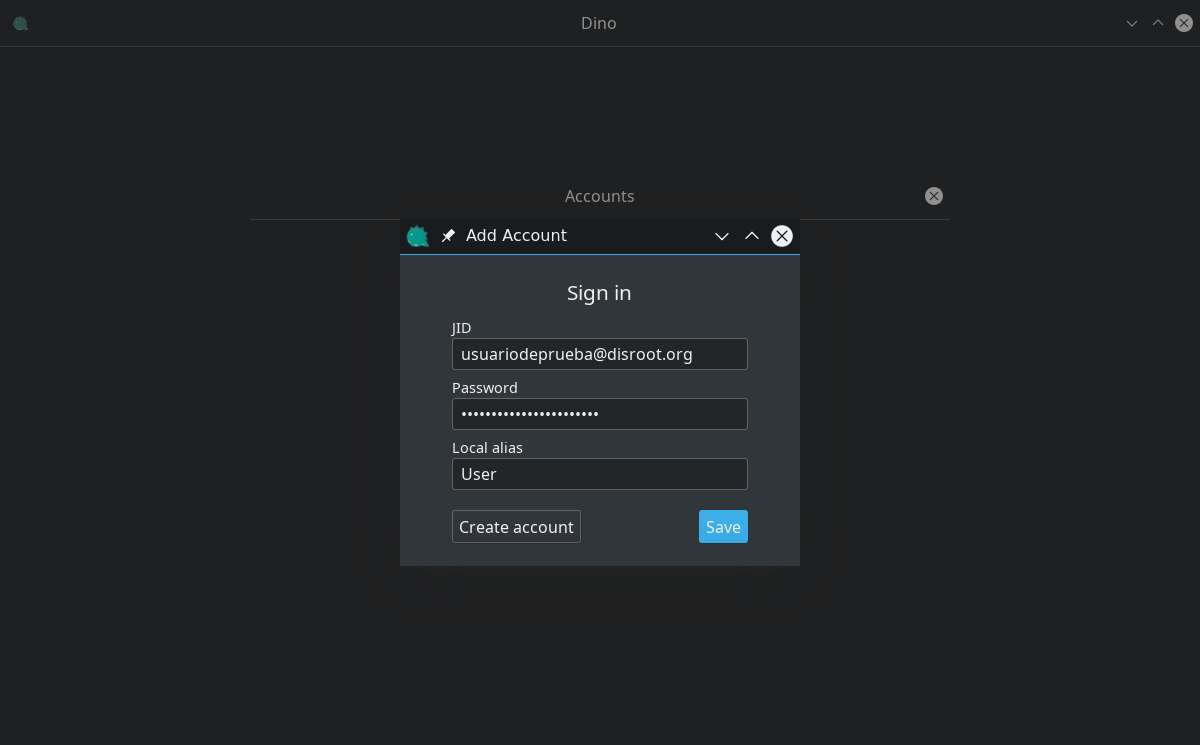 Dino
Accounts
Add Account
Sign in
JID
usuariodeprueba@disroot.org
Password
•••••••••••••••••••••••
Local alias
User
Create account
Save